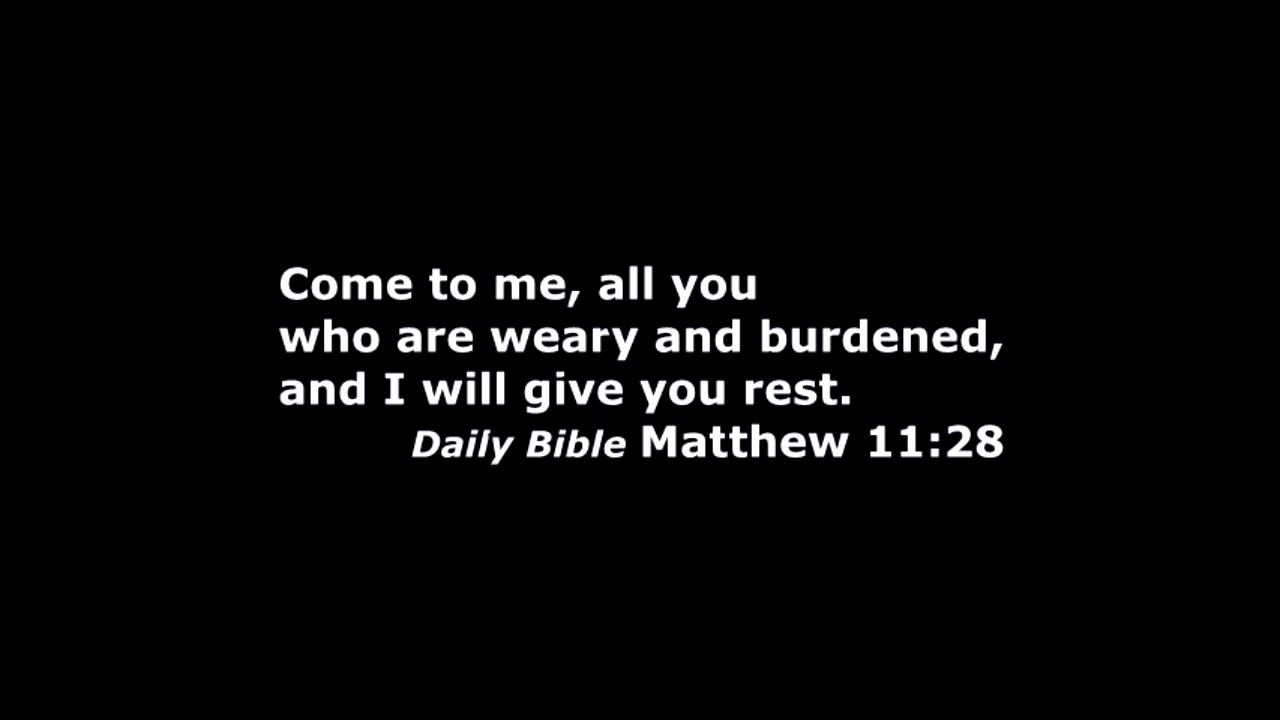 Come to me, all you
who are weary and burdened,
and I will give you rest.
Daily Bible Matthew 11:28